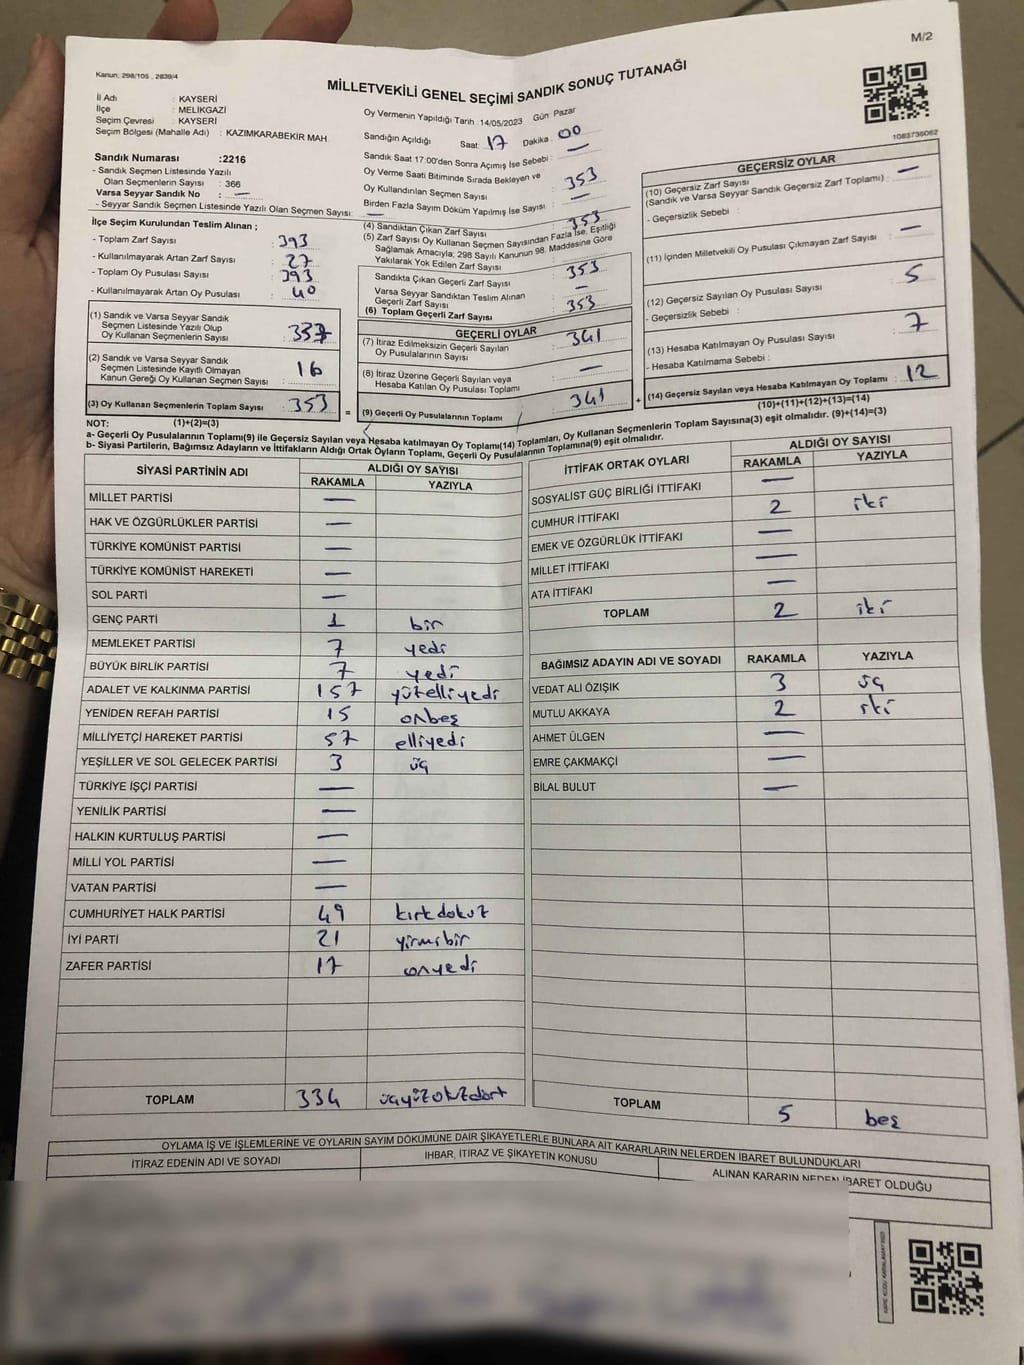 M/2
Kanun; 298/105 , 2839/4
MİLLETVEKİLİ GENEL SEÇİMİ SANDIK SONUÇ TUTANAĞI
1083736062
İl Adı : KAYSERİ
İlçe : MELİKGAZİ
Seçim Çevresi : KAYSERİ
Seçim Bölgesi (Mahalle Adı) : KAZIMKARABEKİR MAH
Sandık Numarası :2216
- Sandık Seçmen Listesinde Yazılı
Olan Seçmenlerin Sayısı : 366
Varsa Seyyar Sandık No : —
- Seyyar Sandık Seçmen Listesinde Yazılı Olan Seçmen Sayısı: —
İlçe Seçim Kurulundan Teslim Alınan ;
- Toplam Zarf Sayısı : 393
- Kullanılmayarak Artan Zarf Sayısı : 27
- Toplam Oy Pusulası Sayısı : 393
- Kullanılmayarak Artan Oy Pusulası : 40
(1) Sandık ve Varsa Seyyar Sandık
Seçmen Listesinde Yazılı Olup
Oy Kullanan Seçmenlerin Sayısı : 337
(2) Sandık ve Varsa Seyyar Sandık
Seçmen Listesinde Kayıtlı Olmayan
Kanun Gereği Oy Kullanan Seçmen Sayısı : 16
(3) Oy Kullanan Seçmenlerin Toplam Sayısı : 353
(1)+(2)=(3)
Oy Vermenin Yapıldığı Tarih :14/05/2023 Gün: Pazar
Sandığın Açıldığı Saat: 17 Dakika : 00
Sandık Saat 17:00'den Sonra Açımış İse Sebebi : —
Oy Verme Saati Bitiminde Sırada Bekleyen ve
Oy Kullandırılan Seçmen Sayısı : 353
Birden Fazla Sayım Döküm Yapılmış İse Sayısı : —
(4) Sandıktan Çıkan Zarf Sayısı : 353
(5) Zarf Sayısı Oy Kullanan Seçmen Sayısından Fazla İse, Eşitliği
Sağlamak Amacıyla; 298 Sayılı Kanunun 98. Maddesine Göre
Yakılarak Yok Edilen Zarf Sayısı
Sandıkta Çıkan Geçerli Zarf Sayısı : 353
Varsa Seyyar Sandıktan Teslim Alınan
Geçerli Zarf Sayısı : —
(6) Toplam Geçerli Zarf Sayısı : 353
GEÇERLİ OYLAR
(7) İtiraz Edilmeksizin Geçerli Sayılan
Oy Pusulalarının Sayısı : 341
(8) İtiraz Üzerine Geçerli Sayılan veya
Hesaba Katılan Oy Pusulası Toplamı : —
= (9) Geçerli Oy Pusulalarının Toplamı : 341
GEÇERSİZ OYLAR
(10) Geçersiz Zarf Sayısı
(Sandık ve Varsa Seyyar Sandık Geçersiz Zarf Toplamı) : —
- Geçersizlik Sebebi :
(11) İçinden Milletvekili Oy Pusulası Çıkmayan Zarf Sayısı : —
(12) Geçersiz Sayılan Oy Pusulası Sayısı : 5
- Geçersizlik Sebebi :
(13) Hesaba Katılmayan Oy Pusulası Sayısı : 7
- Hesaba Katılmama Sebebi :
+ (14) Geçersiz Sayılan veya Hesaba Katılmayan Oy Toplamı : 12
(10)+(11)+(12)+(13)=(14)
NOT:
a- Geçerli Oy Pusulalarının Toplamı(9) ile Geçersiz Sayılan veya Hesaba katılmayan Oy Toplamı(14) Toplamları, Oy Kullanan Seçmenlerin Toplam Sayısına(3) eşit olmalıdır. (9)+(14)=(3)
b- Siyasi Partilerin, Bağımsız Adayların ve İttifakların Aldığı Ortak Oyların Toplamı, Geçerli Oy Pusulalarının Toplamına(9) eşit olmalıdır.
SİYASİ PARTİNİN ADI ALDIĞI OY SAYISI
RAKAMLA YAZIYLA
MİLLET PARTİSİ —
HAK VE ÖZGÜRLÜKLER PARTİSİ —
TÜRKİYE KOMÜNİST PARTİSİ —
TÜRKİYE KOMÜNİST HAREKETİ —
SOL PARTİ —
GENÇ PARTİ 1 bir
MEMLEKET PARTİSİ 7 yedi
BÜYÜK BİRLİK PARTİSİ 7 yedi
ADALET VE KALKINMA PARTİSİ 157 yüzelliyedi
YENİDEN REFAH PARTİSİ 15 onbeş
MİLLİYETÇİ HAREKET PARTİSİ 57 elliyedi
YEŞİLLER VE SOL GELECEK PARTİSİ 3 üç
TÜRKİYE İŞÇİ PARTİSİ —
YENİLİK PARTİSİ —
HALKIN KURTULUŞ PARTİSİ —
MİLLİ YOL PARTİSİ —
VATAN PARTİSİ —
CUMHURİYET HALK PARTİSİ 49 kırkdokuz
İYİ PARTİ 21 yirmibir
ZAFER PARTİSİ 17 onyedi
TOPLAM 334 üçyüzotuzdört
İTTİFAK ORTAK OYLARI ALDIĞI OY SAYISI
RAKAMLA YAZIYLA
SOSYALİST GÜÇ BİRLİĞİ İTTİFAKI —
CUMHUR İTTİFAKI 2 iki
EMEK VE ÖZGÜRLÜK İTTİFAKI —
MİLLET İTTİFAKI —
ATA İTTİFAKI —
TOPLAM 2 iki
BAĞIMSIZ ADAYIN ADI VE SOYADI RAKAMLA YAZIYLA
VEDAT ALİ ÖZIŞIK 3 üç
MUTLU AKKAYA 2 iki
AHMET ÜLGEN —
EMRE ÇAKMAKÇİ —
BİLAL BULUT —
TOPLAM 5 beş
OYLAMA İŞ VE İŞLEMLERİNE VE OYLARIN SAYIM DÖKÜMÜNE DAİR ŞİKAYETLERLE BUNLARA AİT KARARLARIN NELERDEN İBARET BULUNDUKLARI
İTİRAZ EDENİN ADI VE SOYADI İHBAR, İTİRAZ VE ŞİKAYETİN KONUSU ALINAN KARARIN NEDEN İBARET OLDUĞU